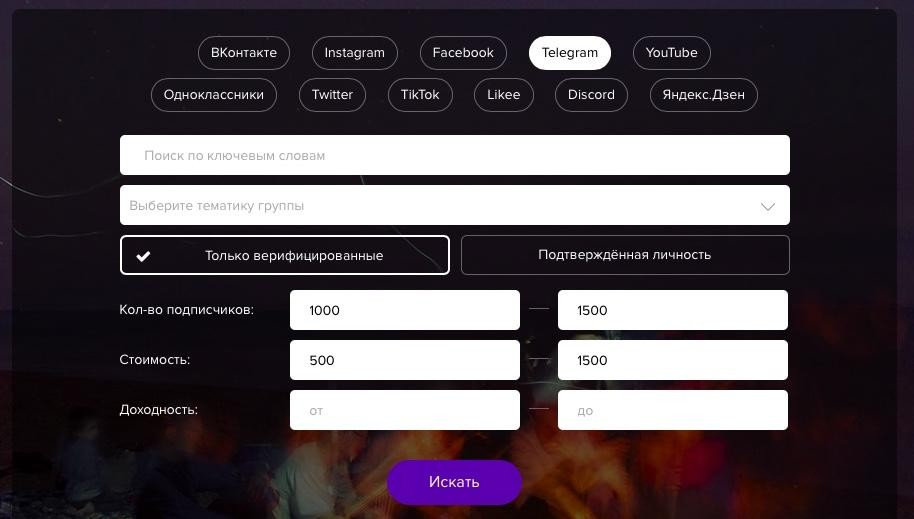 ВКонтакте Instagram Facebook Telegram YouTube
Одноклассники Twitter TikTok Likee Discord Яндекс.Дзен
Поиск по ключевым словам
Выберите тематику группы
Только верифицированные Подтверждённая личность
Кол-во подписчиков: 1000 — 1500
Стоимость: 500 — 1500
Доходность: от — до
Искать